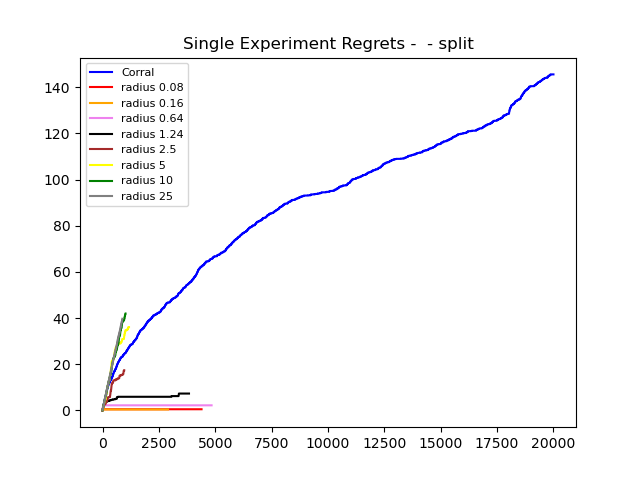 Single Experiment Regrets -  - split
Corral
radius 0.08
radius 0.16
radius 0.64
radius 1.24
radius 2.5
radius 5
radius 10
radius 25
140
120
100
80
60
40
20
0
0 2500 5000 7500 10000 12500 15000 17500 20000